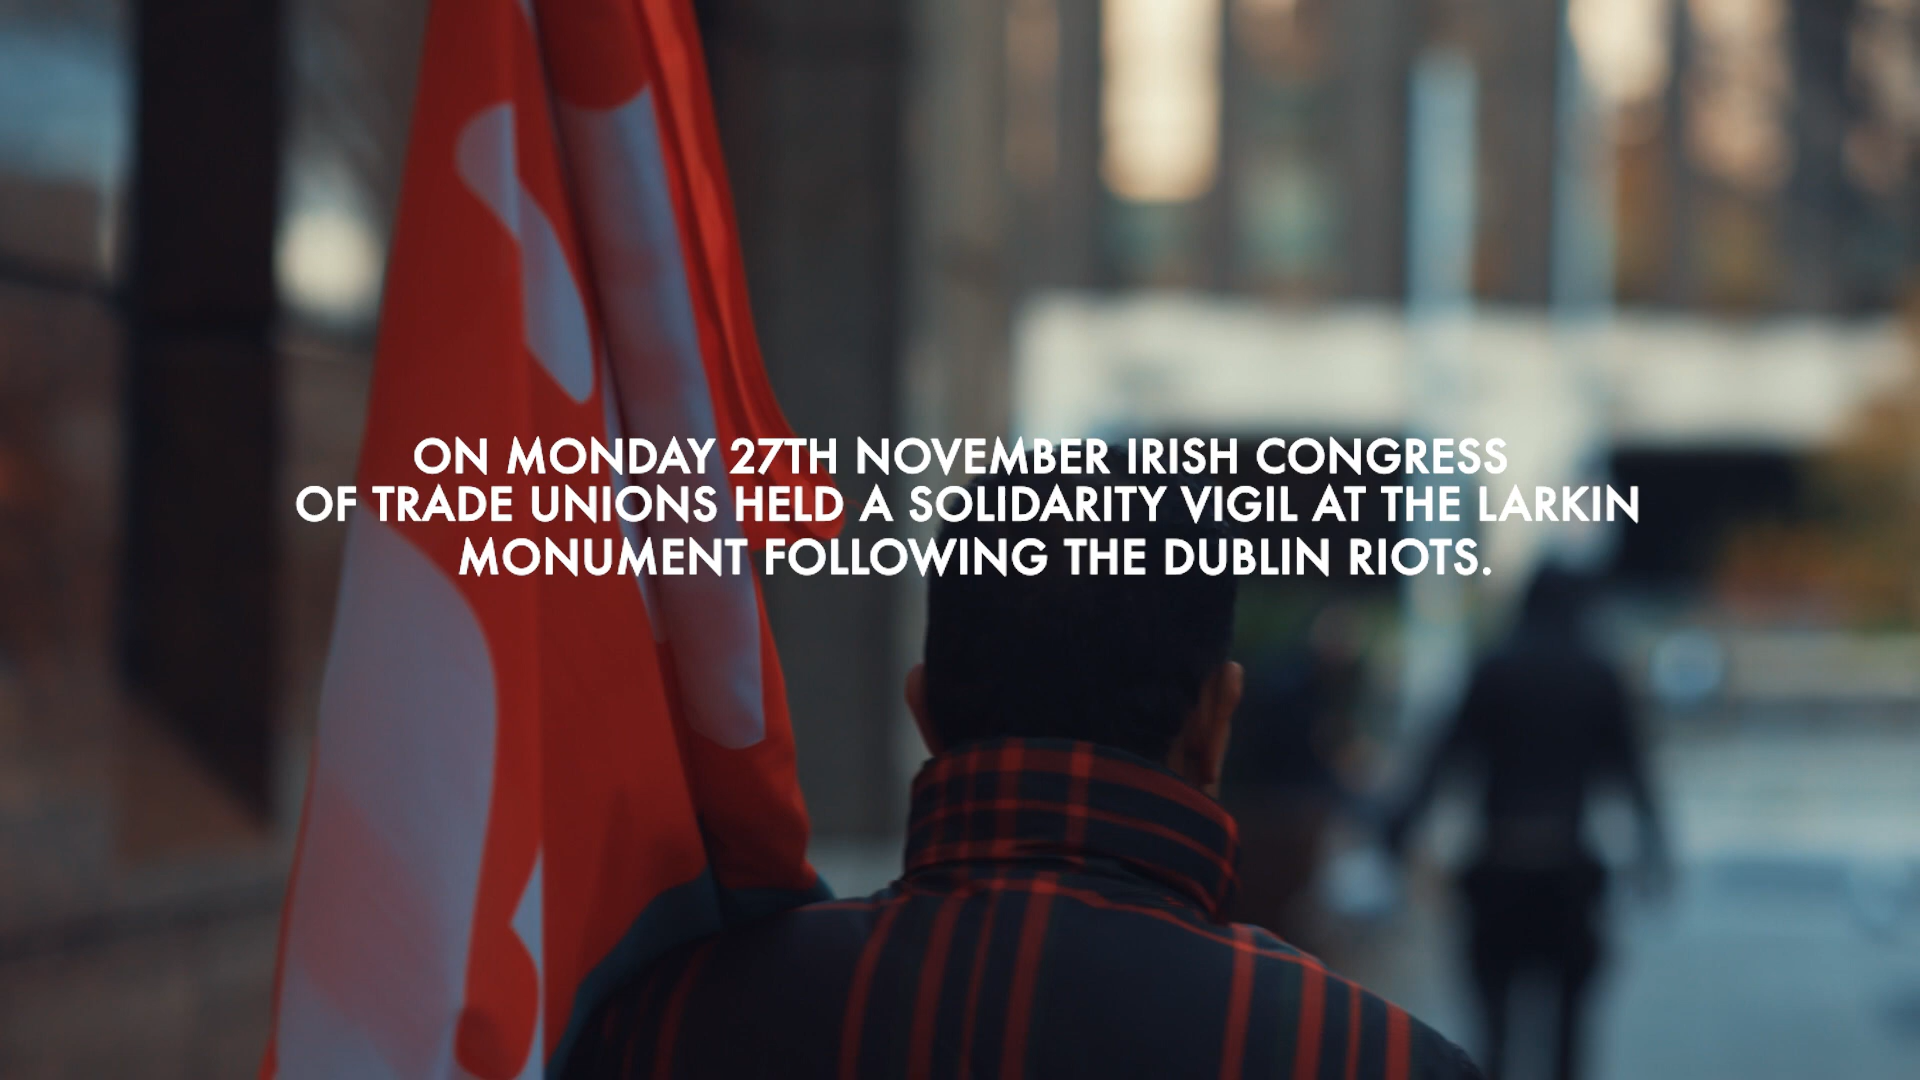 ON MONDAY 27TH NOVEMBER IRISH CONGRESS
OF TRADE UNIONS HELD A SOLIDARITY VIGIL AT THE LARKIN
MONUMENT FOLLOWING THE DUBLIN RIOTS.